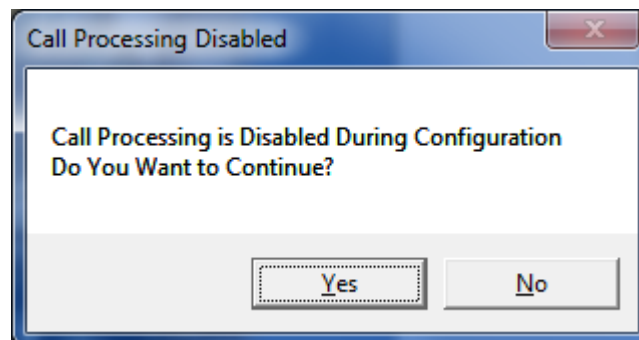 Call Processing Disabled
Call Processing is Disabled During Configuration
Do You Want to Continue?
Yes
No